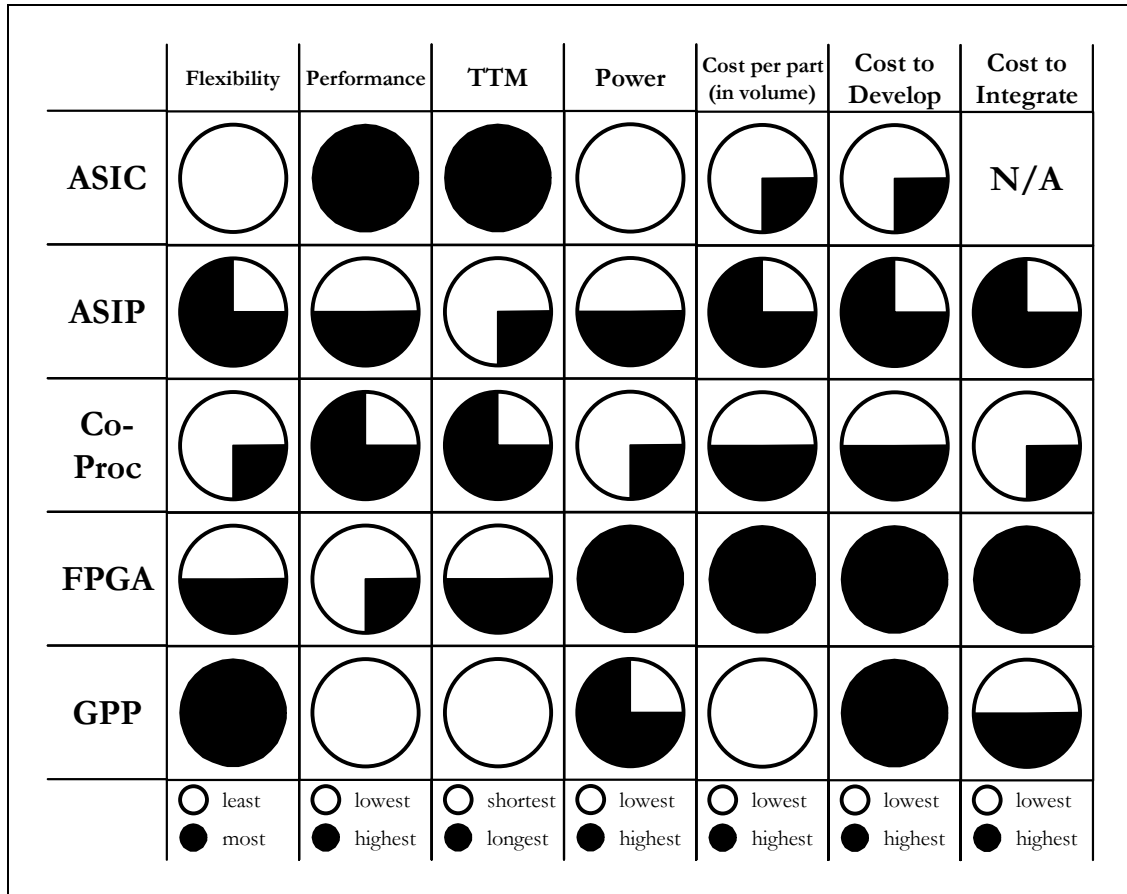 Flexibility Performance TTM Power Cost per part (in volume) Cost to Develop Cost to Integrate
ASIC N/A
ASIP
Co-
Proc
FPGA
GPP
least lowest shortest lowest lowest lowest lowest
most highest longest highest highest highest highest